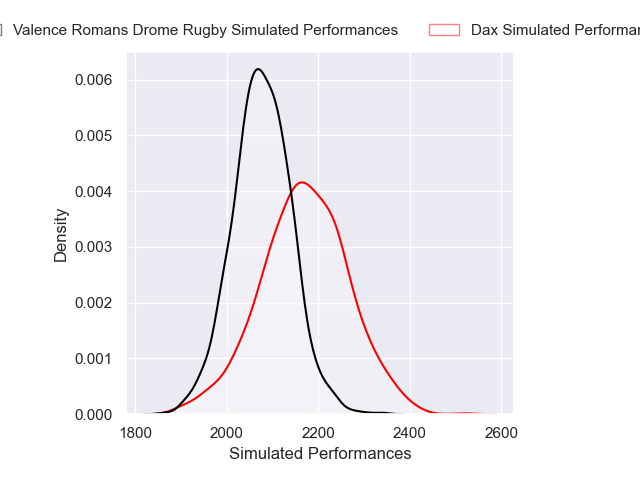 Valence Romans Drome Rugby Simulated Performances
Dax Simulated
0.006
0.005
0.004
0.003
0.002
0.001
0.000
Density
1800 2000 2200 2400 2600
Simulated Performances